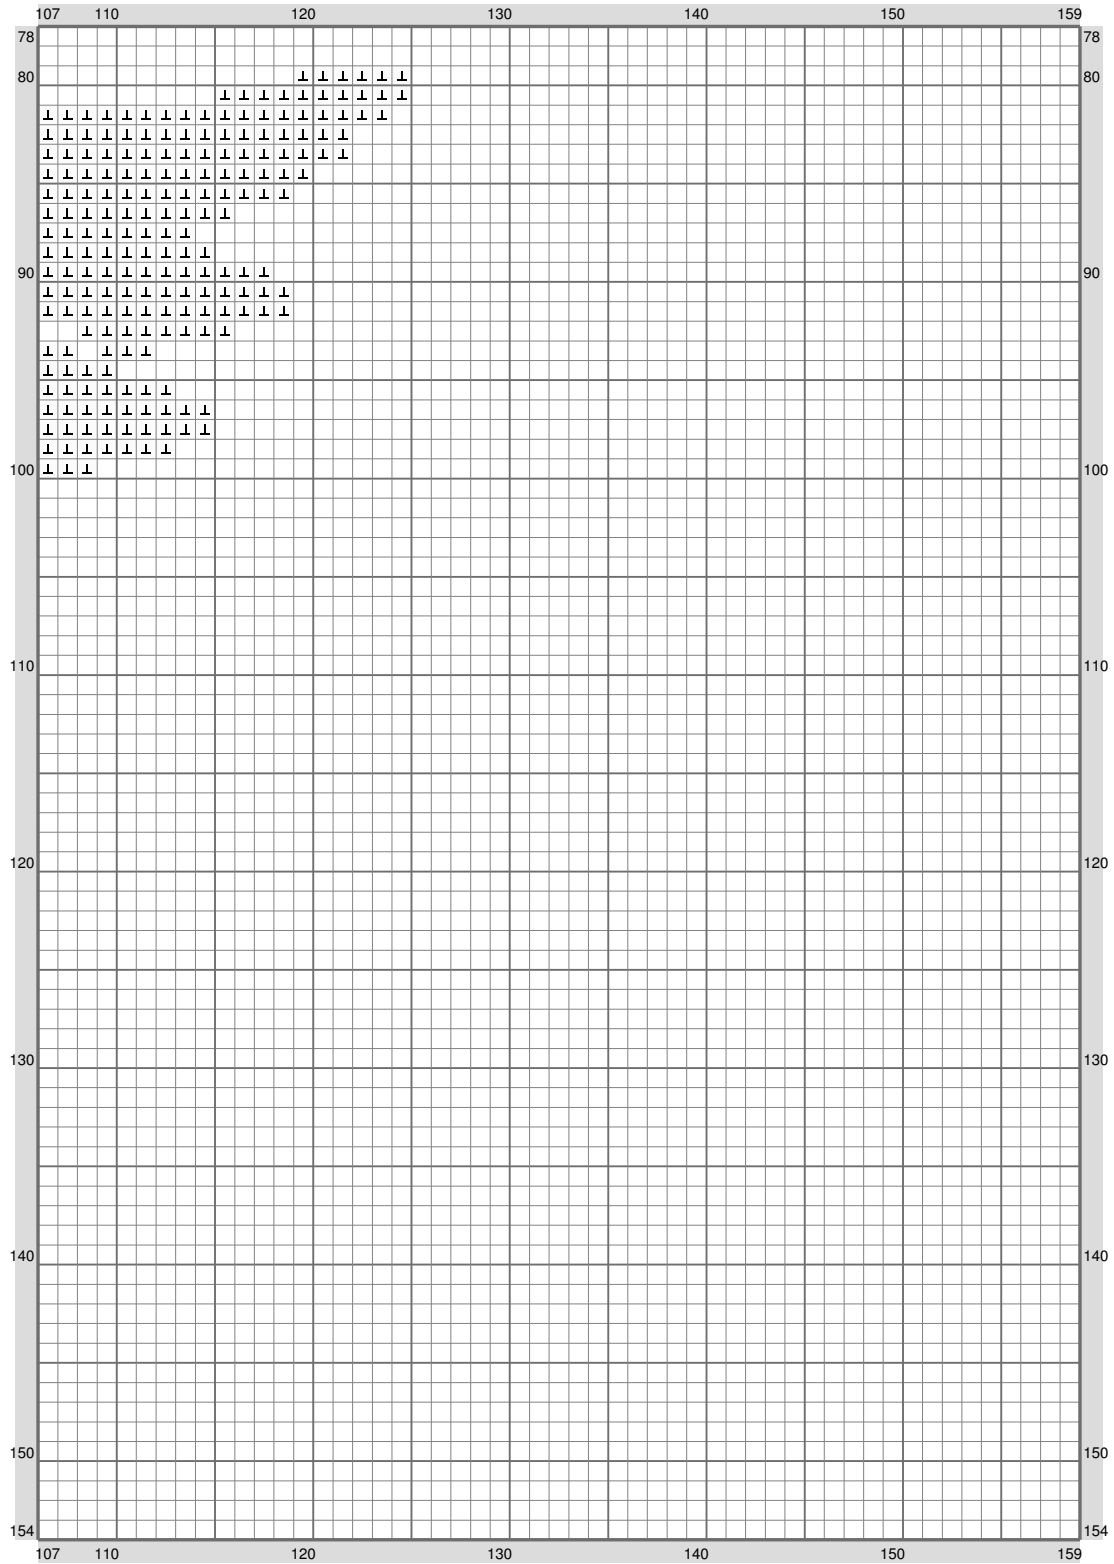 107 110 120 130 140 150 159
78 78
80 ⊥ ⊥ ⊥ ⊥ ⊥ ⊥ 80
⊥ ⊥ ⊥ ⊥ ⊥ ⊥ ⊥ ⊥ ⊥ ⊥
⊥ ⊥ ⊥ ⊥ ⊥ ⊥ ⊥ ⊥ ⊥ ⊥ ⊥ ⊥ ⊥ ⊥ ⊥ ⊥ ⊥ ⊥
⊥ ⊥ ⊥ ⊥ ⊥ ⊥ ⊥ ⊥ ⊥ ⊥ ⊥ ⊥ ⊥ ⊥ ⊥ ⊥
⊥ ⊥ ⊥ ⊥ ⊥ ⊥ ⊥ ⊥ ⊥ ⊥ ⊥ ⊥ ⊥ ⊥ ⊥ ⊥
⊥ ⊥ ⊥ ⊥ ⊥ ⊥ ⊥ ⊥ ⊥ ⊥ ⊥ ⊥ ⊥ ⊥
⊥ ⊥ ⊥ ⊥ ⊥ ⊥ ⊥ ⊥ ⊥ ⊥ ⊥ ⊥ ⊥
⊥ ⊥ ⊥ ⊥ ⊥ ⊥ ⊥ ⊥ ⊥ ⊥
⊥ ⊥ ⊥ ⊥ ⊥ ⊥ ⊥ ⊥
⊥ ⊥ ⊥ ⊥ ⊥ ⊥ ⊥ ⊥ ⊥
90 ⊥ ⊥ ⊥ ⊥ ⊥ ⊥ ⊥ ⊥ ⊥ ⊥ ⊥ ⊥ 90
⊥ ⊥ ⊥ ⊥ ⊥ ⊥ ⊥ ⊥ ⊥ ⊥ ⊥ ⊥ ⊥
⊥ ⊥ ⊥ ⊥ ⊥ ⊥ ⊥ ⊥ ⊥ ⊥ ⊥ ⊥ ⊥
⊥ ⊥ ⊥ ⊥ ⊥ ⊥ ⊥ ⊥
⊥ ⊥ ⊥ ⊥ ⊥
⊥ ⊥ ⊥ ⊥
⊥ ⊥ ⊥ ⊥ ⊥ ⊥ ⊥
⊥ ⊥ ⊥ ⊥ ⊥ ⊥ ⊥ ⊥ ⊥
⊥ ⊥ ⊥ ⊥ ⊥ ⊥ ⊥ ⊥ ⊥
⊥ ⊥ ⊥ ⊥ ⊥ ⊥ ⊥
100 ⊥ ⊥ ⊥ 100
110 110
120 120
130 130
140 140
150 150
154 154
107 110 120 130 140 150 159